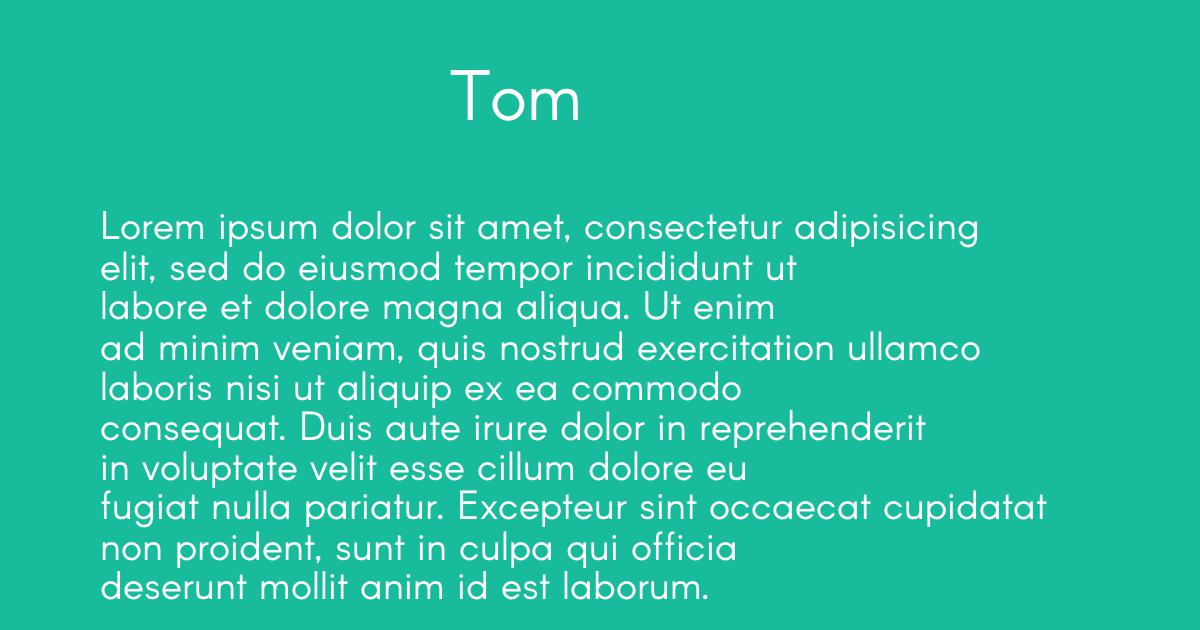 Tom
Lorem ipsum dolor sit amet, consectetur adipisicing
elit, sed do eiusmod tempor incididunt ut
labore et dolore magna aliqua. Ut enim
ad minim veniam, quis nostrud exercitation ullamco
laboris nisi ut aliquip ex ea commodo
consequat. Duis aute irure dolor in reprehenderit
in voluptate velit esse cillum dolore eu
fugiat nulla pariatur. Excepteur sint occaecat cupidatat
non proident, sunt in culpa qui officia
deserunt mollit anim id est laborum.